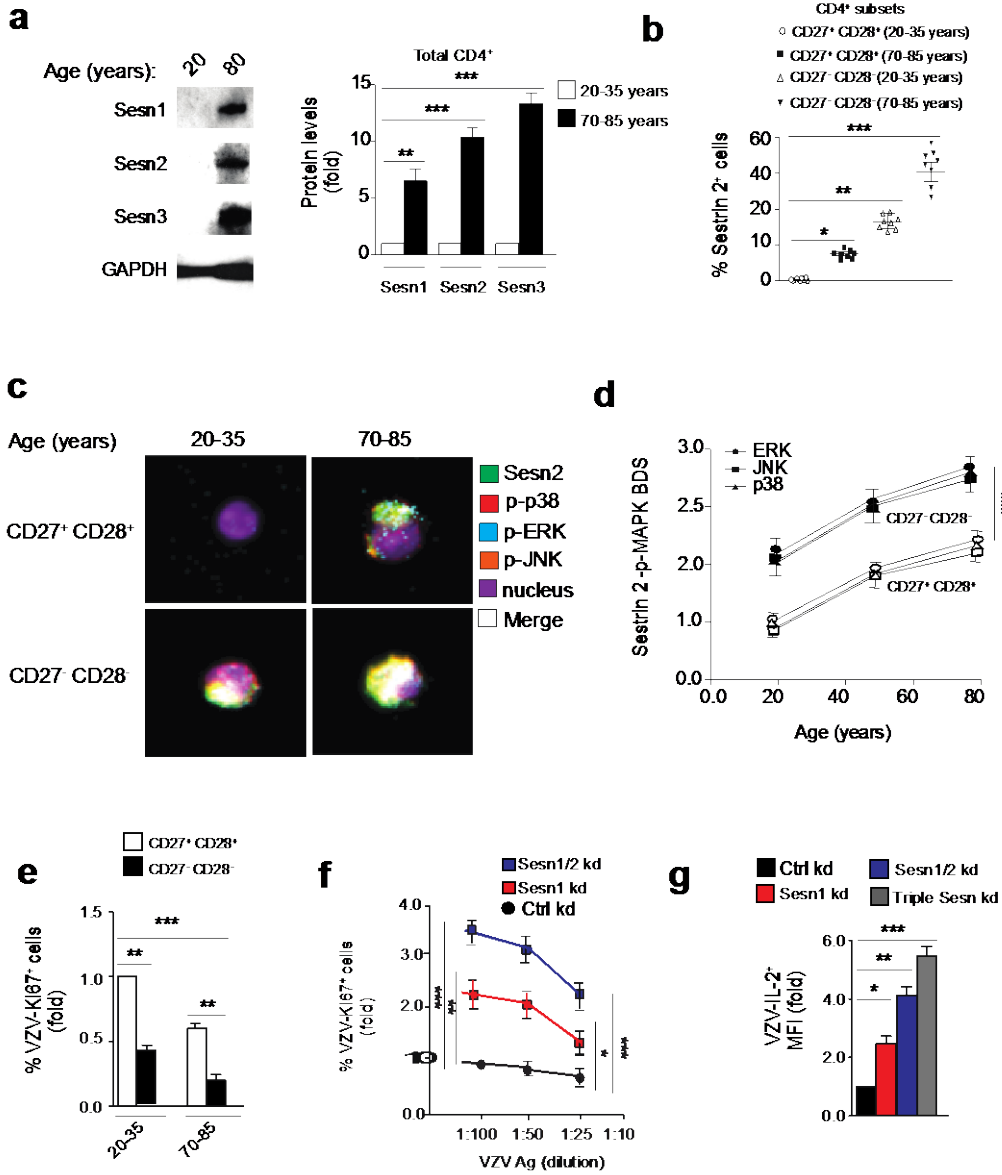 a
Age (years): 20 80
Sesn1
Sesn2
Sesn3
GAPDH
Total CD4⁺
***
***
**
20-35 years
70-85 years
Protein levels
(fold)
15
10
5
0
Sesn1 Sesn2 Sesn3
b
CD4⁺ subsets
CD27⁺ CD28⁺ (20-35 years)
CD27⁺ CD28⁺ (70-85 years)
CD27⁻ CD28⁻ (20-35 years)
CD27⁻ CD28⁻ (70-85 years)
% Sestrin 2⁺ cells
60
40
20
10
0
***
**
*
c
Age (years) 20-35 70-85
CD27⁺ CD28⁺
CD27⁻ CD28⁻
Sesn2
p-p38
p-ERK
p-JNK
nucleus
Merge
d
ERK
JNK
p38
Sestrin 2 -p-MAPK BDS
3.0
2.5
2.0
1.0
0.0
CD27⁻ CD28⁻
CD27⁺ CD28⁺
0.0 20 40 60 80
Age (years)
e
CD27⁺ CD28⁺
CD27⁻ CD28⁻
% VZV-KI67⁺ cells
(fold)
1.5
1.0
0.5
0.0
***
**
**
20-35 70-85
f
Sesn1/2 kd
Sesn1 kd
Ctrl kd
% VZV-KI67⁺ cells
(fold)
4.0
3.0
2.0
0.0
***
**
*
***
1:100 1:50 1:25 1:10
VZV Ag (dilution)
g
Ctrl kd
Sesn1 kd
Sesn1/2 kd
Triple Sesn kd
VZV-IL-2⁺
MFI (fold)
6.0
4.0
2.0
0.0
***
**
*